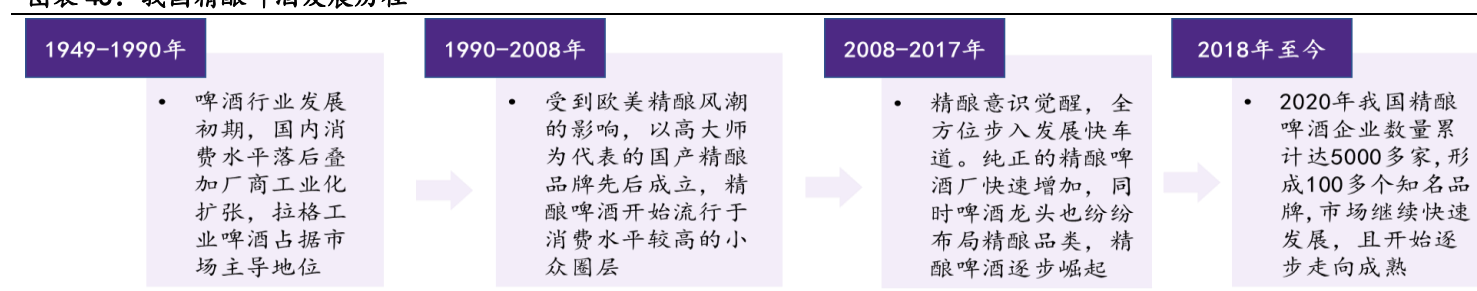 1949-1990年
啤酒行业发展
初期，国内消
费水平落后叠
加厂商工业化
扩张，拉格工
业啤酒占据市
场主导地位
1990-2008年
受到欧美精酿风潮
的影响，以高大师
为代表的国产精酿
品牌先后成立，精
酿啤酒开始流行于
消费水平较高的小
众圈层
2008-2017年
精酿意识觉醒，全
方位步入发展快车
道。纯正的精酿啤
酒厂快速增加，同
时啤酒龙头也纷纷
布局精酿品类，精
酿啤酒逐步崛起
2018年至今
2020年我国精酿
啤酒企业数量累
计达5000多家,形
成100多个知名品
牌,市场继续快速
发展，且开始逐
步走向成熟